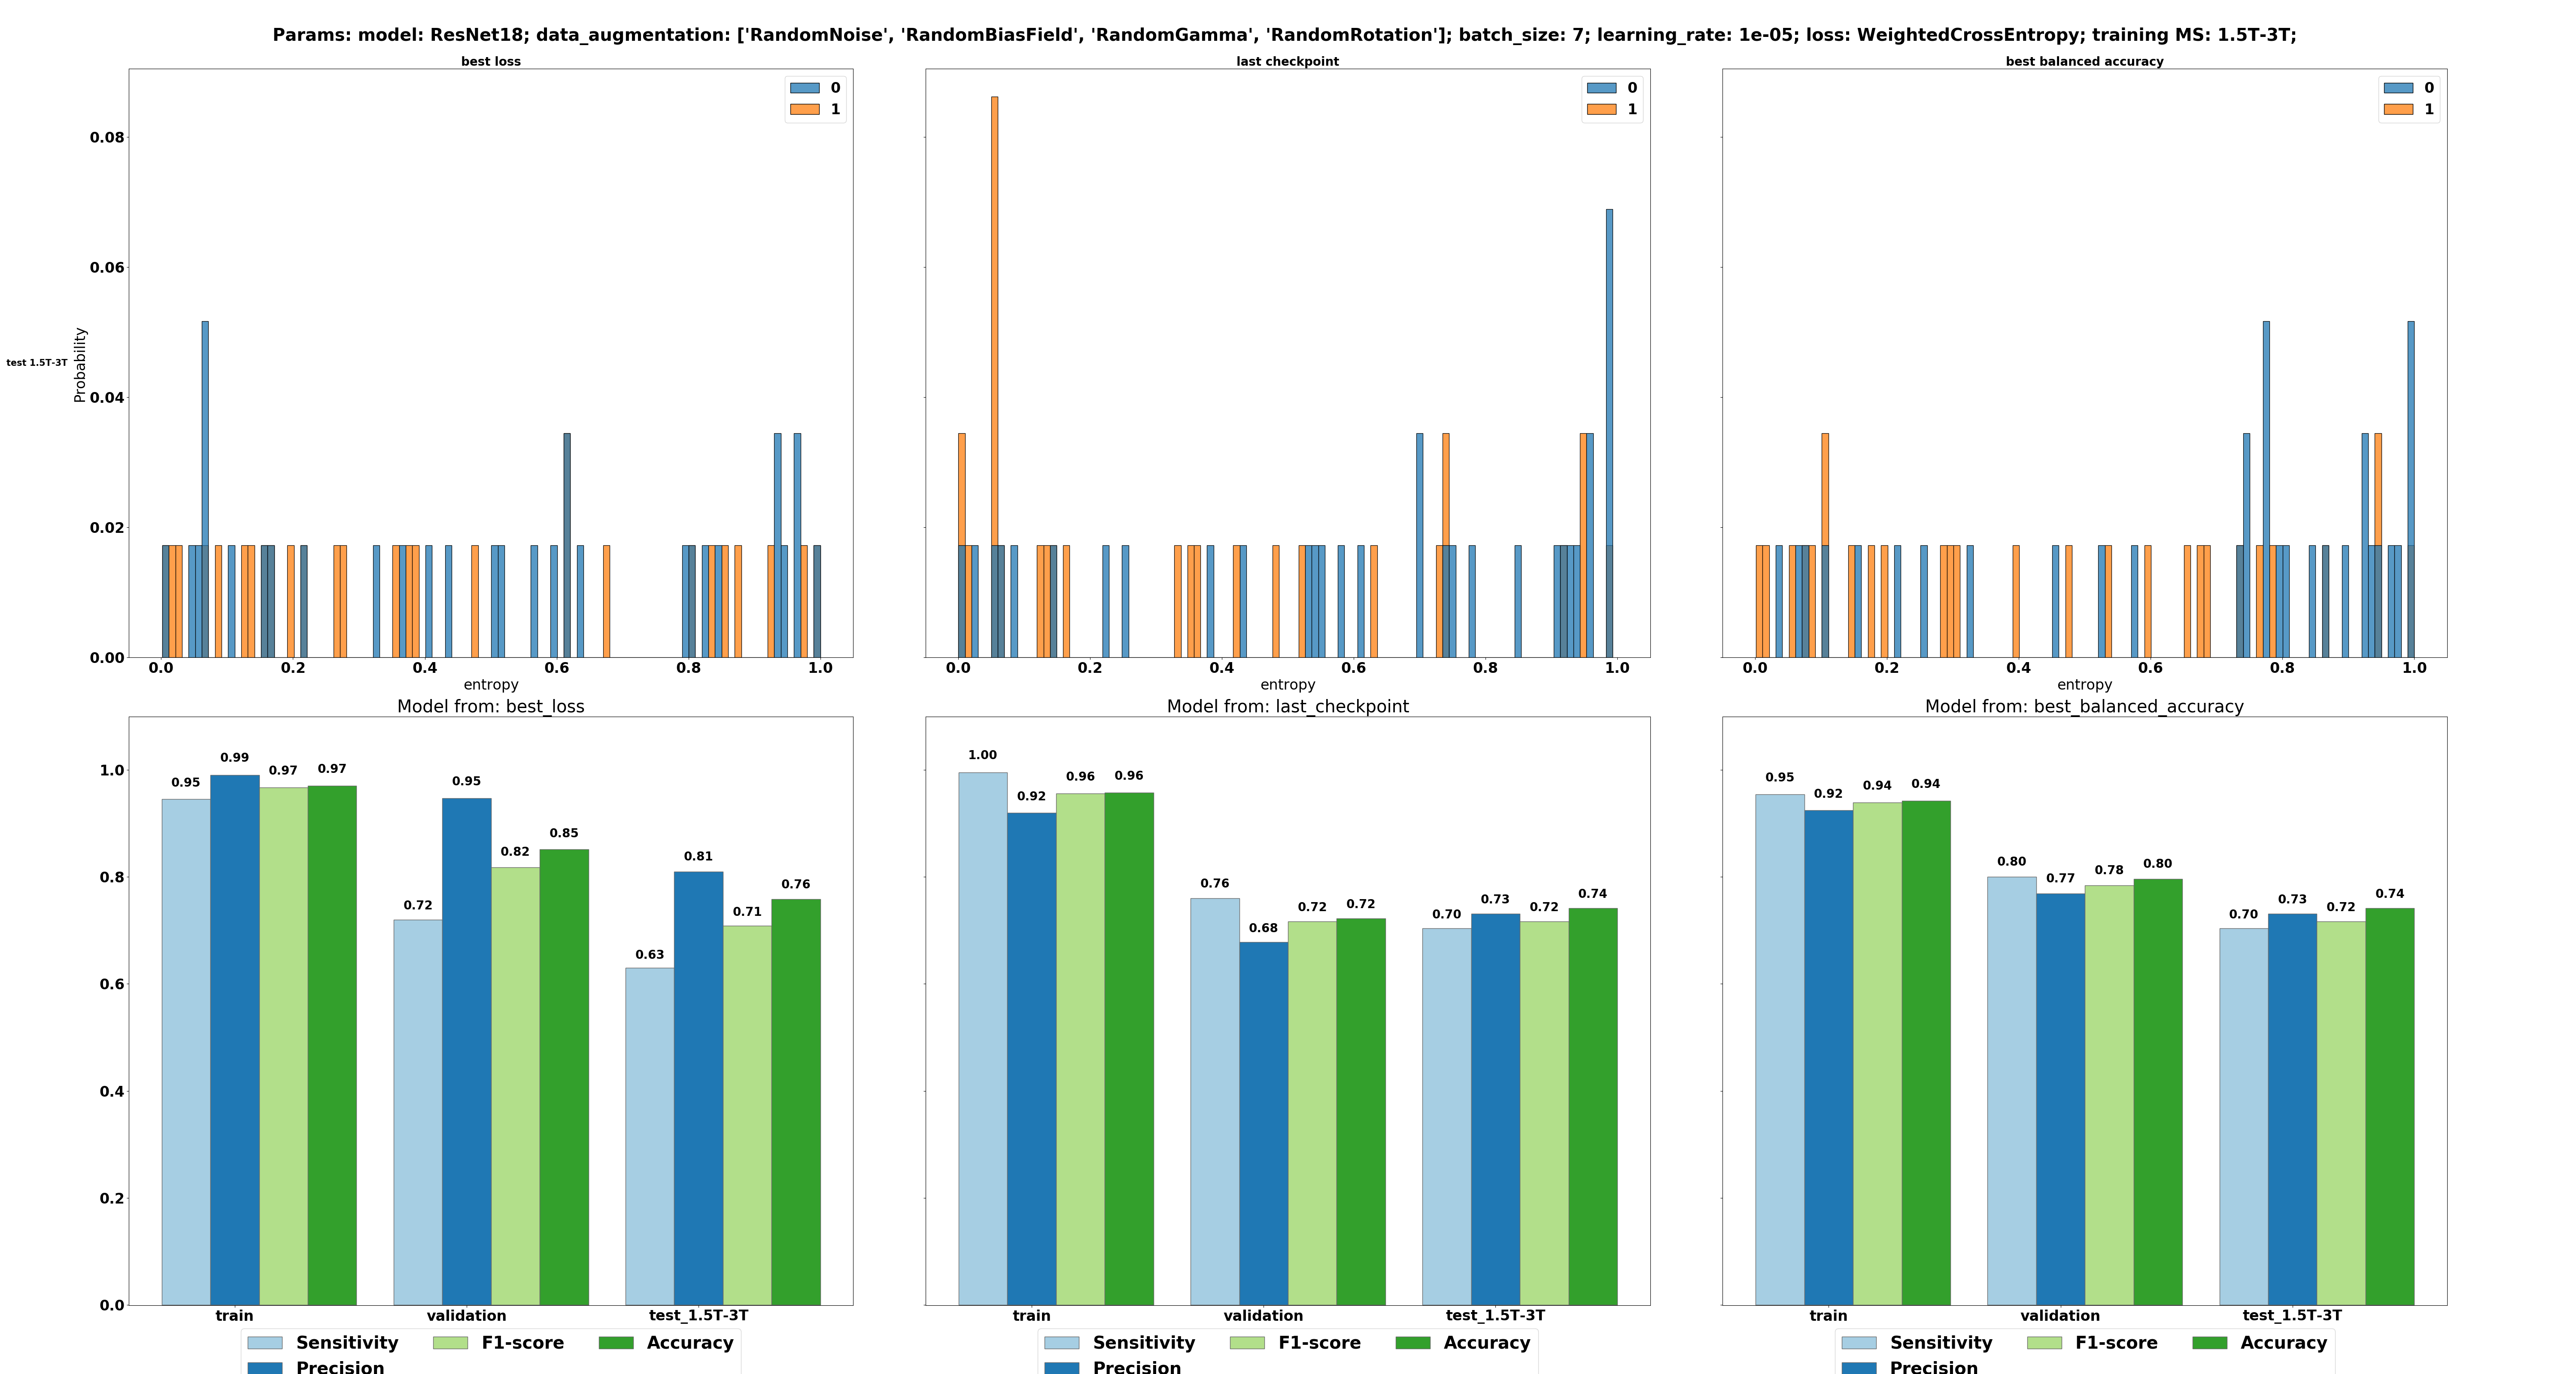 Params: model: ResNet18; data_augmentation: ['RandomNoise', 'RandomBiasField', 'RandomGamma', 'RandomRotation']; batch_size: 7; learning_rate: 1e-05; loss: WeightedCrossEntropy; training MS: 1.5T-3T;
best loss
last checkpoint
best balanced accuracy
0
1
0
1
0
1
0.08
0.06
0.04
0.02
0.00
test 1.5T-3T
Probability
0.0 0.2 0.4 0.6 0.8 1.0
0.0 0.2 0.4 0.6 0.8 1.0
0.0 0.2 0.4 0.6 0.8 1.0
entropy
entropy
entropy
Model from: best_loss
1.0
0.8
0.6
0.4
0.2
0.0
0.95 0.99 0.97 0.97
0.72 0.95 0.82 0.85
0.63 0.81 0.71 0.76
train validation test_1.5T-3T
Sensitivity F1-score Accuracy
Precision
Model from: last_checkpoint
1.00 0.92 0.96 0.96
0.76 0.68 0.72 0.72
0.70 0.73 0.72 0.74
train validation test_1.5T-3T
Sensitivity F1-score Accuracy
Precision
Model from: best_balanced_accuracy
0.95 0.92 0.94 0.94
0.80 0.77 0.78 0.80
0.70 0.73 0.72 0.74
train validation test_1.5T-3T
Sensitivity F1-score Accuracy
Precision